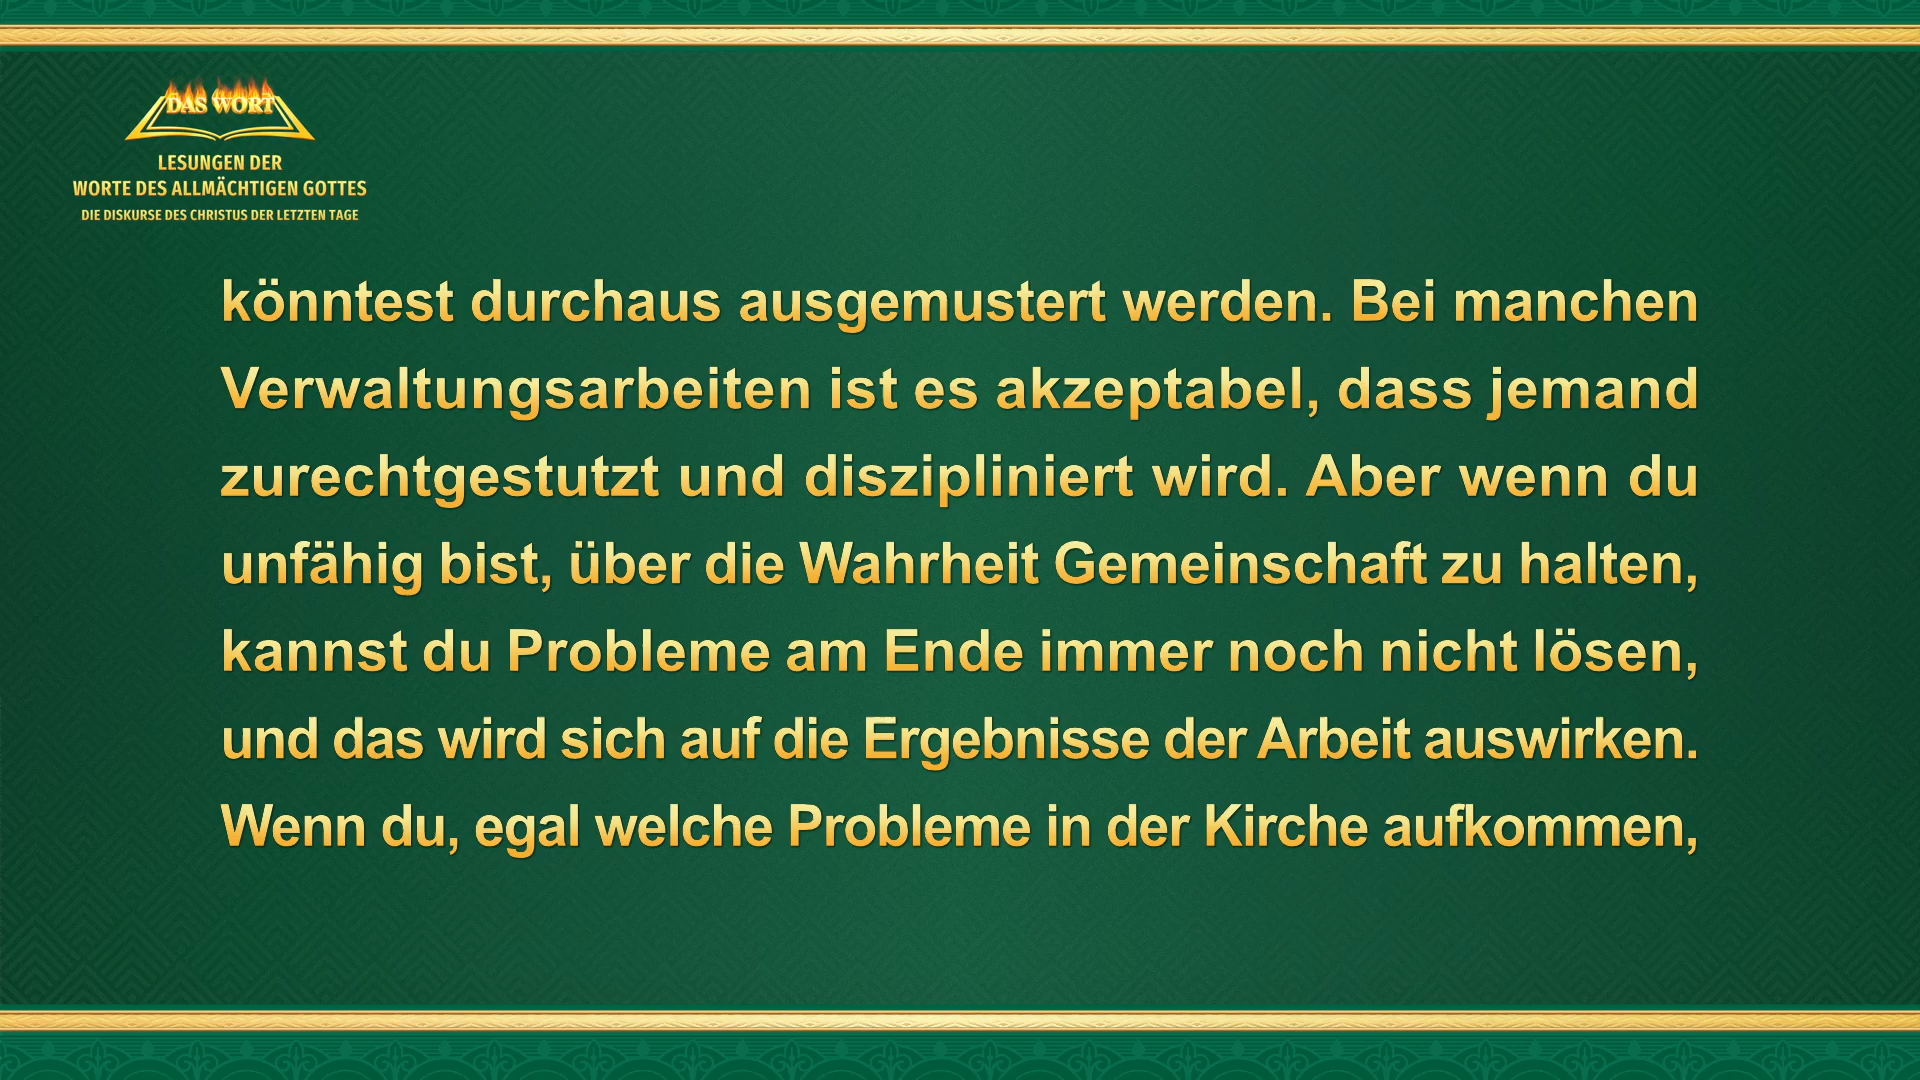 DAS WORT
LESUNGEN DER
WORTE DES ALLMÄCHTIGEN GOTTES
DIE DISKURSE DES CHRISTUS DER LETZTEN TAGE
könntest durchaus ausgemustert werden. Bei manchen
Verwaltungsarbeiten ist es akzeptabel, dass jemand
zurechtgestutzt und diszipliniert wird. Aber wenn du
unfähig bist, über die Wahrheit Gemeinschaft zu halten,
kannst du Probleme am Ende immer noch nicht lösen,
und das wird sich auf die Ergebnisse der Arbeit auswirken.
Wenn du, egal welche Probleme in der Kirche aufkommen,